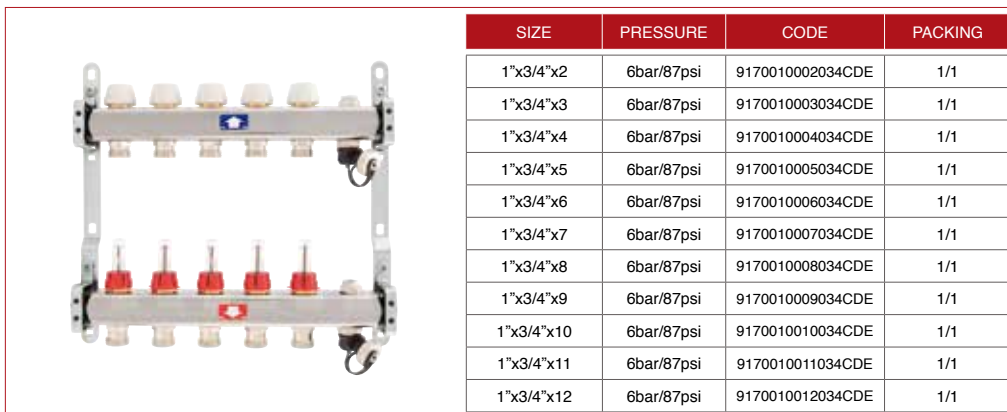 SIZE PRESSURE CODE PACKING
1”x3/4”x2 6bar/87psi 9170010002034CDE 1/1
1”x3/4”x3 6bar/87psi 9170010003034CDE 1/1
1”x3/4”x4 6bar/87psi 9170010004034CDE 1/1
1”x3/4”x5 6bar/87psi 9170010005034CDE 1/1
1”x3/4”x6 6bar/87psi 9170010006034CDE 1/1
1”x3/4”x7 6bar/87psi 9170010007034CDE 1/1
1”x3/4”x8 6bar/87psi 9170010008034CDE 1/1
1”x3/4”x9 6bar/87psi 9170010009034CDE 1/1
1”x3/4”x10 6bar/87psi 9170010010034CDE 1/1
1”x3/4”x11 6bar/87psi 9170010011034CDE 1/1
1”x3/4”x12 6bar/87psi 9170010012034CDE 1/1